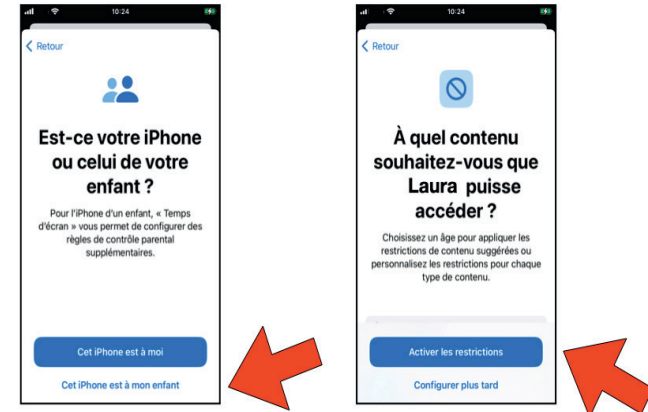 10:24
Retour
Est-ce votre iPhone
ou celui de votre
enfant ?
Pour l'iPhone d'un enfant, « Temps
d'écran » vous permet de configurer des
règles de contrôle parental
supplémentaires.
Cet iPhone est à moi
Cet iPhone est à mon enfant
10:24
Retour
À quel contenu
souhaitez-vous que
Laura puisse
accéder ?
Choisissez un âge pour appliquer les
restrictions de contenu suggérées ou
personnalisez les restrictions pour chaque
type de contenu.
Activer les restrictions
Configurer plus tard